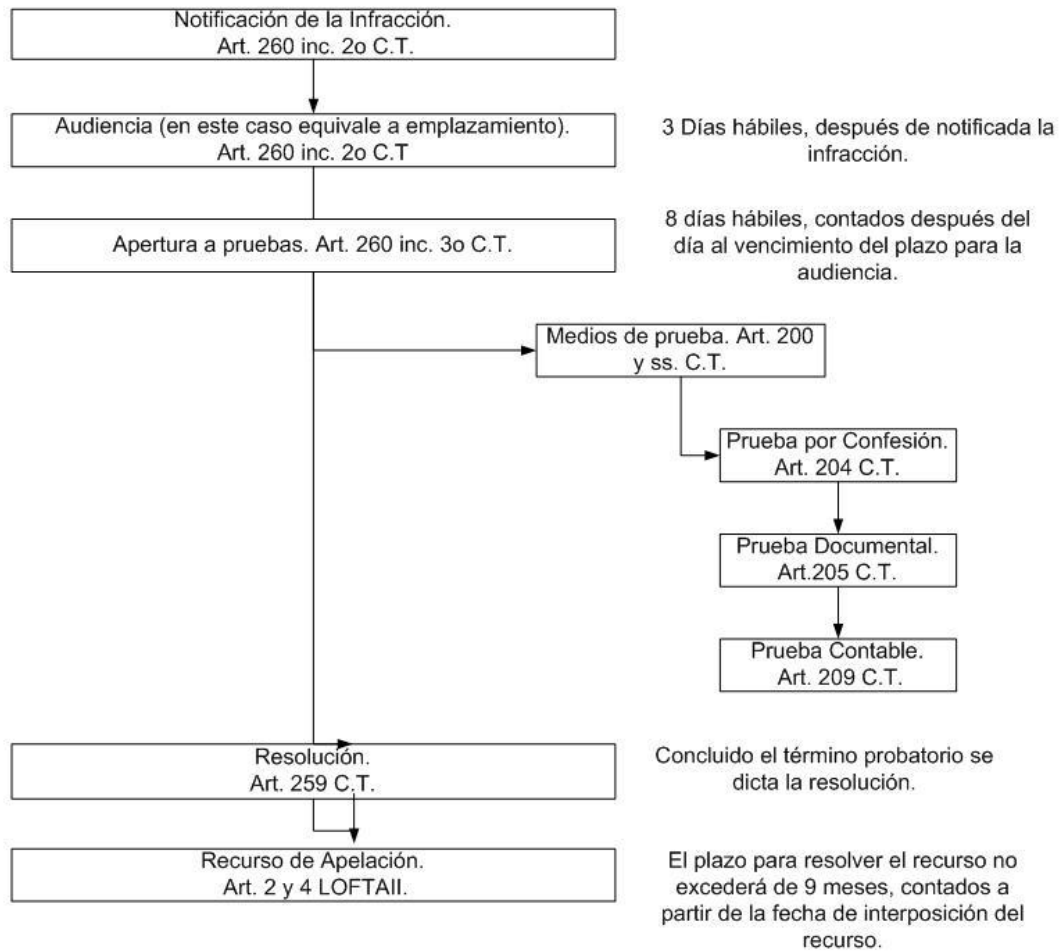 Notificación de la Infracción.
Art. 260 inc. 2o C.T.
Audiencia (en este caso equivale a emplazamiento).
Art. 260 inc. 2o C.T
3 Días hábiles, después de notificada la
infracción.
Apertura a pruebas. Art. 260 inc. 3o C.T.
8 días hábiles, contados después del
día al vencimiento del plazo para la
audiencia.
Medios de prueba. Art. 200
y ss. C.T.
Prueba por Confesión.
Art. 204 C.T.
Prueba Documental.
Art.205 C.T.
Prueba Contable.
Art. 209 C.T.
Resolución.
Art. 259 C.T.
Concluido el término probatorio se
dicta la resolución.
Recurso de Apelación.
Art. 2 y 4 LOFTAII.
El plazo para resolver el recurso no
excederá de 9 meses, contados a
partir de la fecha de interposición del
recurso.